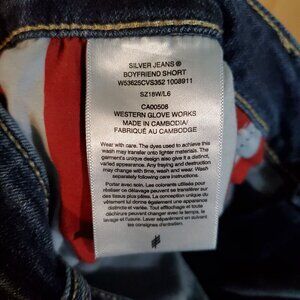 SILVER JEANS®
BOYFRIEND SHORT
W53625CVS352 1008911
SZ18W/L6
CA00506
WESTERN GLOVE WORKS
MADE IN CAMBODIA/
FABRIQUÉ AU CAMBODGE
Wear with care. The dyes used to achieve this
wash may transfer onto lighter materials. The
garment's unique design also give it a distinct,
varied appearance. Any fraying and destruction
may change with time, wash and wear. Wash
separately following care instructions.
Portez avec soin. Les colorants utilisés pour
réaliser ce délavage peuvent se transférer sur
des tissus plus pâles. La conception unique du
vêtement lui donne une apparence
distincte et variée. Tout effilochage et toute
déchirure peuvent changer avec le temps, le
lavage et l'usure. Laver séparément en suivant
les consignes d'entretien.